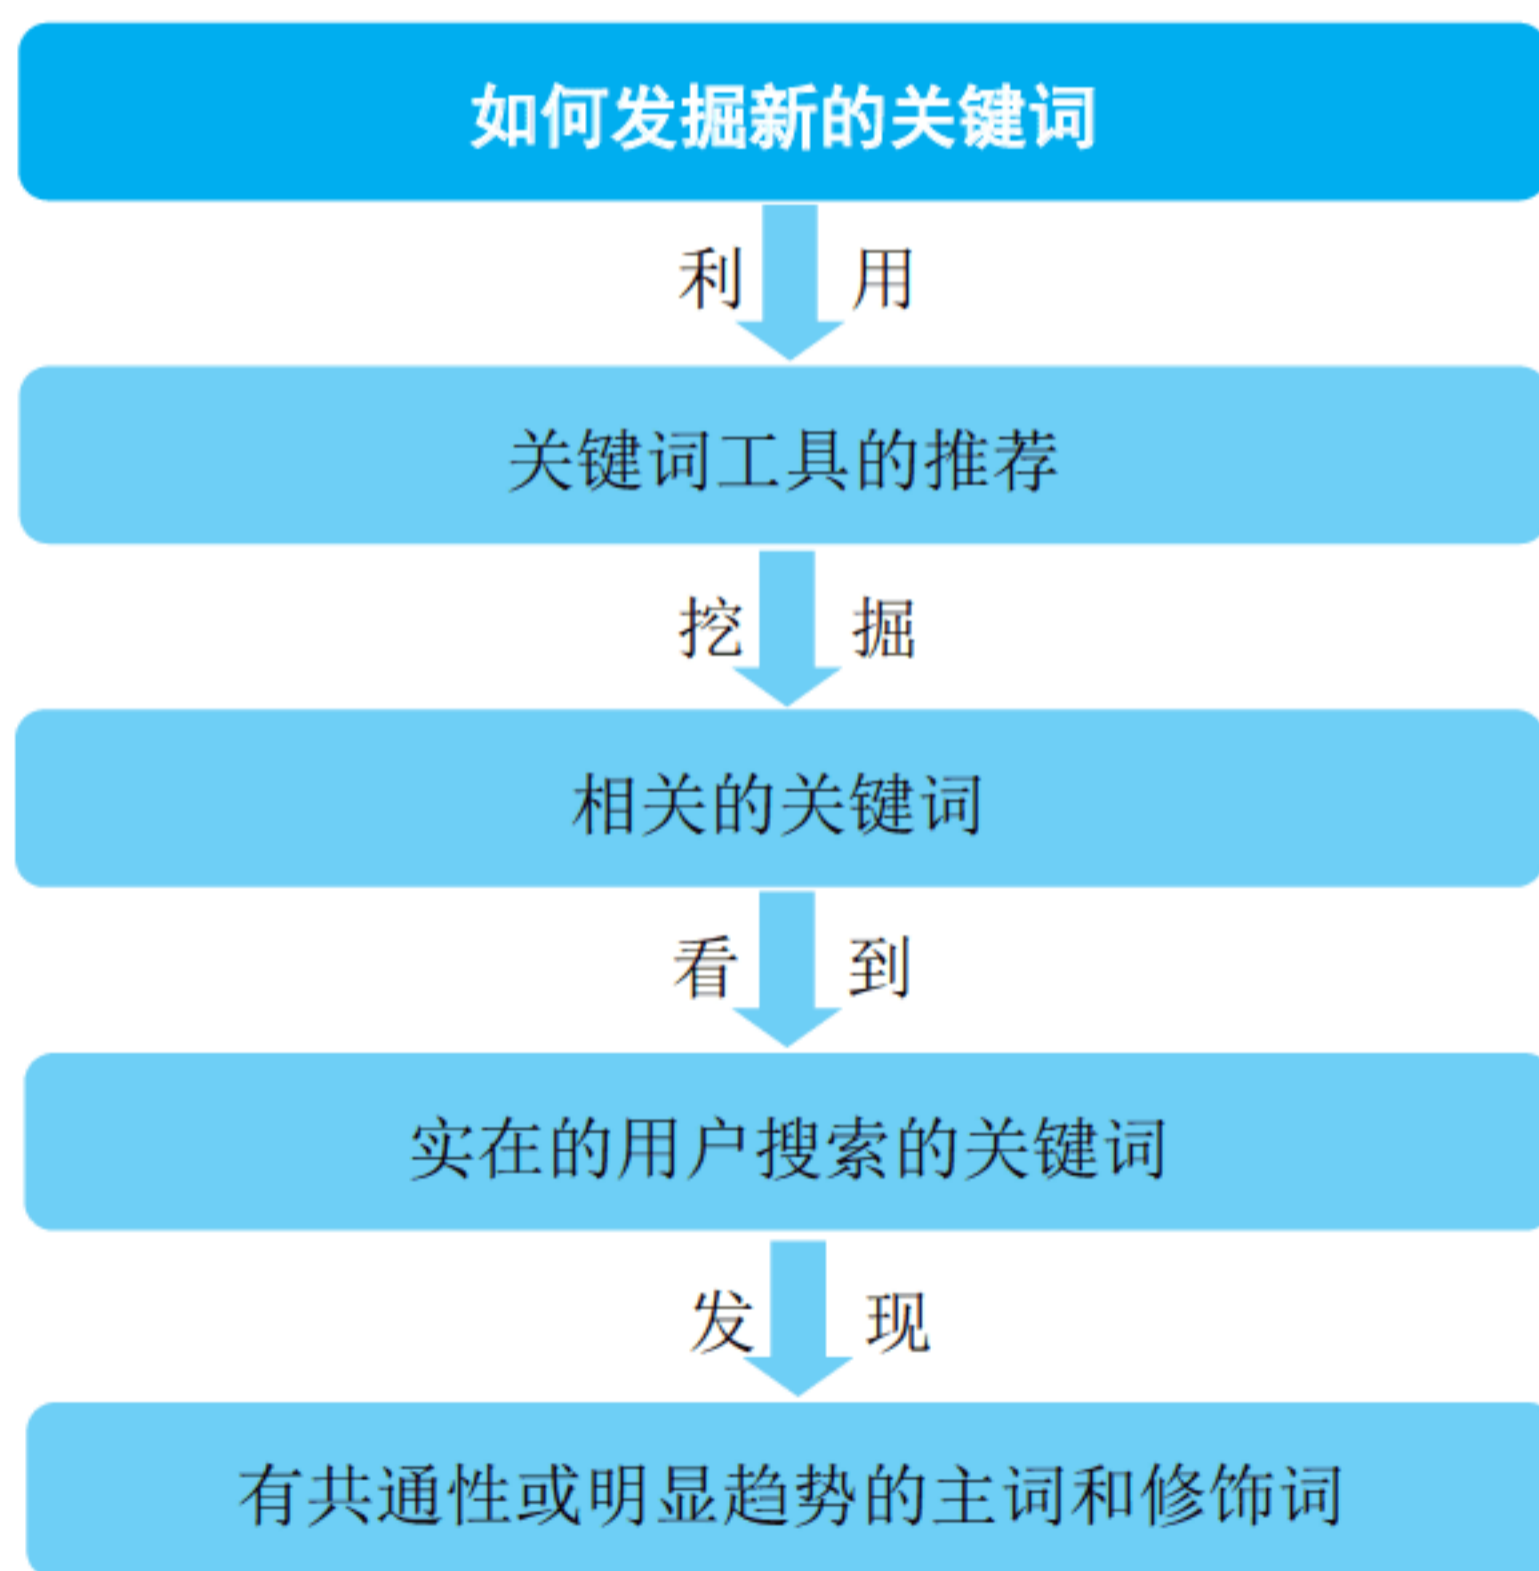 如何发掘新的关键词
利用
关键词工具的推荐
挖掘
相关的关键词
看到
实在的用户搜索的关键词
发现
有共通性或明显趋势的主词和修饰词